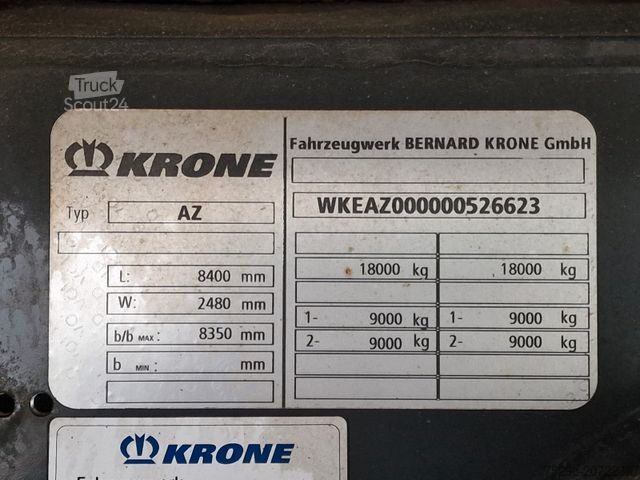 Truck
Scout24
KRONE
Typ AZ
L: 8400 mm
W: 2480 mm
b/b MAX: 8350 mm
b MIN: mm
Fahrzeugwerk BERNARD KRONE GmbH
WKEAZ000000526623
18000 kg 18000 kg
1- 9000 kg 1- 9000 kg
2- 9000 kg 2- 9000 kg
KRONE